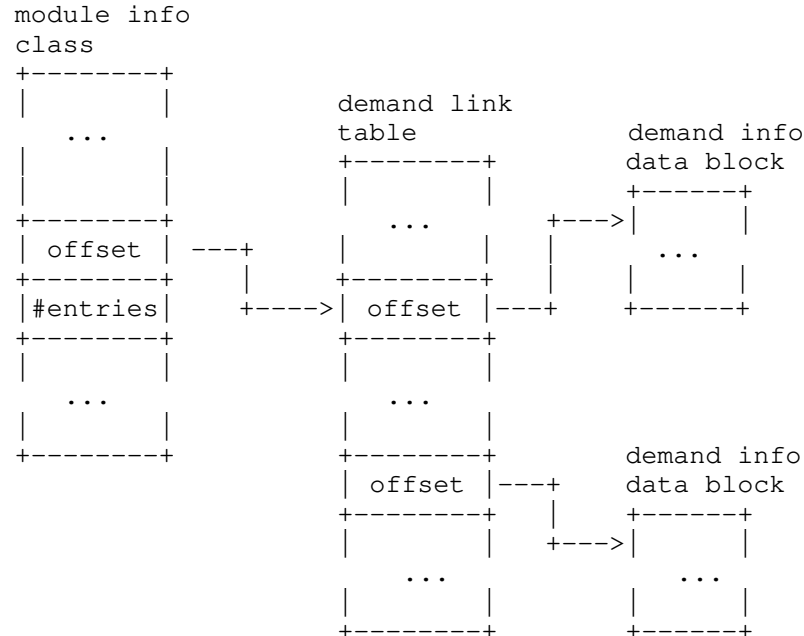 module info
class
+--------+
|        |
   ...        demand link
|        |    table         demand info
|        |    +--------+    data block
+--------+    |        |    +------+
| offset | ---+   ...   +--->|      |
+--------+    |        |    |   ...
|#entries|    +---->| offset |---+    +------+
+--------+    +--------+
|        |    |        |
   ...           ...
|        |    |        |
+--------+    +--------+    demand info
| offset |---+    data block
+--------+    |    +------+
|        |    +--->|      |
   ...           ...
|        |    |      |
+--------+    +------+